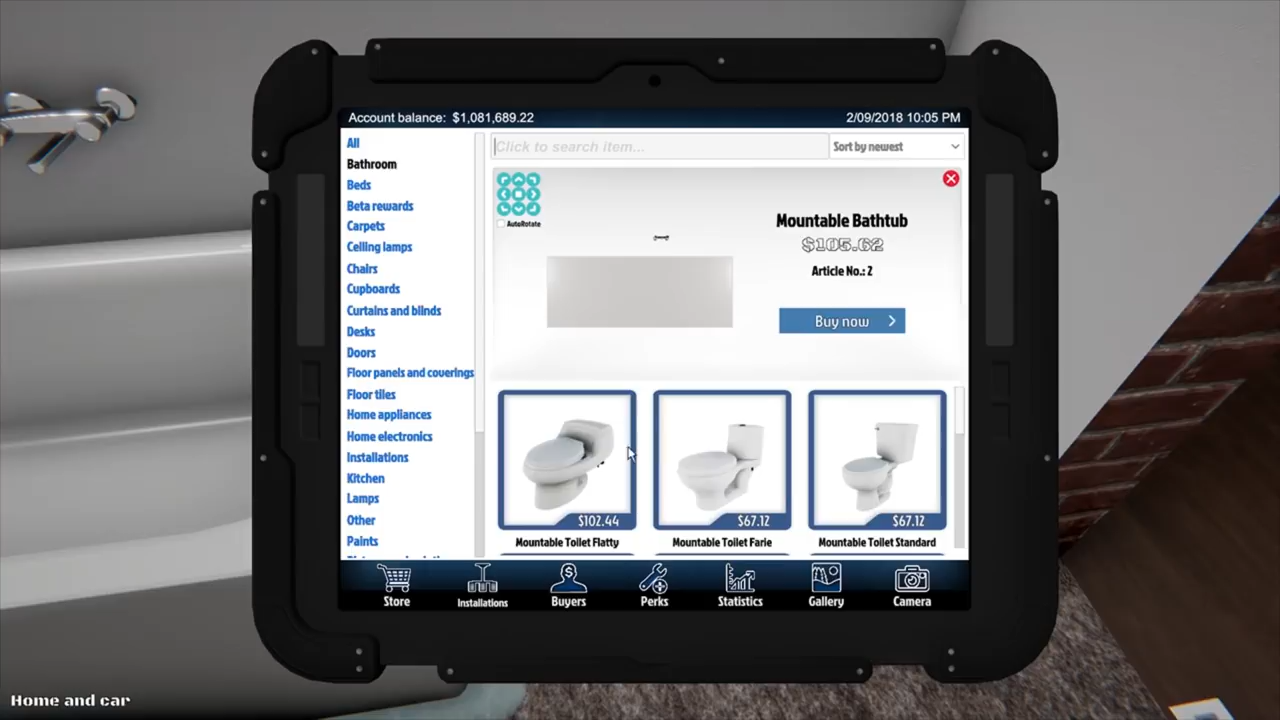 Account balance: $1,081,689.22
2/09/2018 10:05 PM
All
Bathroom
Beds
Beta rewards
Carpets
Ceiling lamps
Chairs
Cupboards
Curtains and blinds
Desks
Doors
Floor panels and coverings
Floor tiles
Home appliances
Home electronics
Installations
Kitchen
Lamps
Other
Paints
Click to search item...
Sort by newest
AutoRotate
Mountable Bathtub
$105.62
Article No.: 2
Buy now
$102.44
$67.12
$67.12
Mountable Toilet Flatty
Mountable Toilet Farie
Mountable Toilet Standard
Store
Installations
Buyers
Perks
Statistics
Gallery
Camera
Home and car